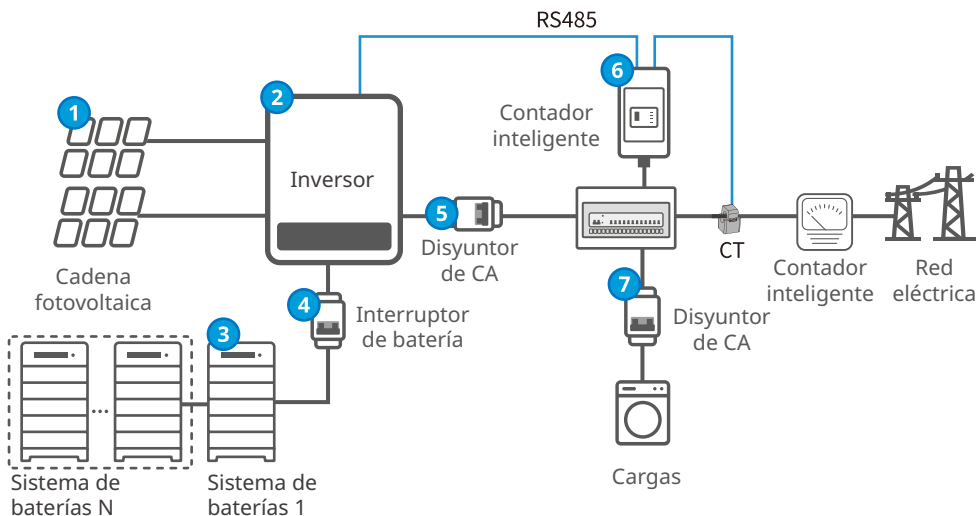 RS485
1
2
6
Contador
inteligente
Inversor
5
Disyuntor
de CA
CT
Contador
inteligente
Red
eléctrica
Cadena
fotovoltaica
4
Interruptor
de batería
7
Disyuntor
de CA
3
...
Sistema de
baterías N
Sistema de
baterías 1
Cargas